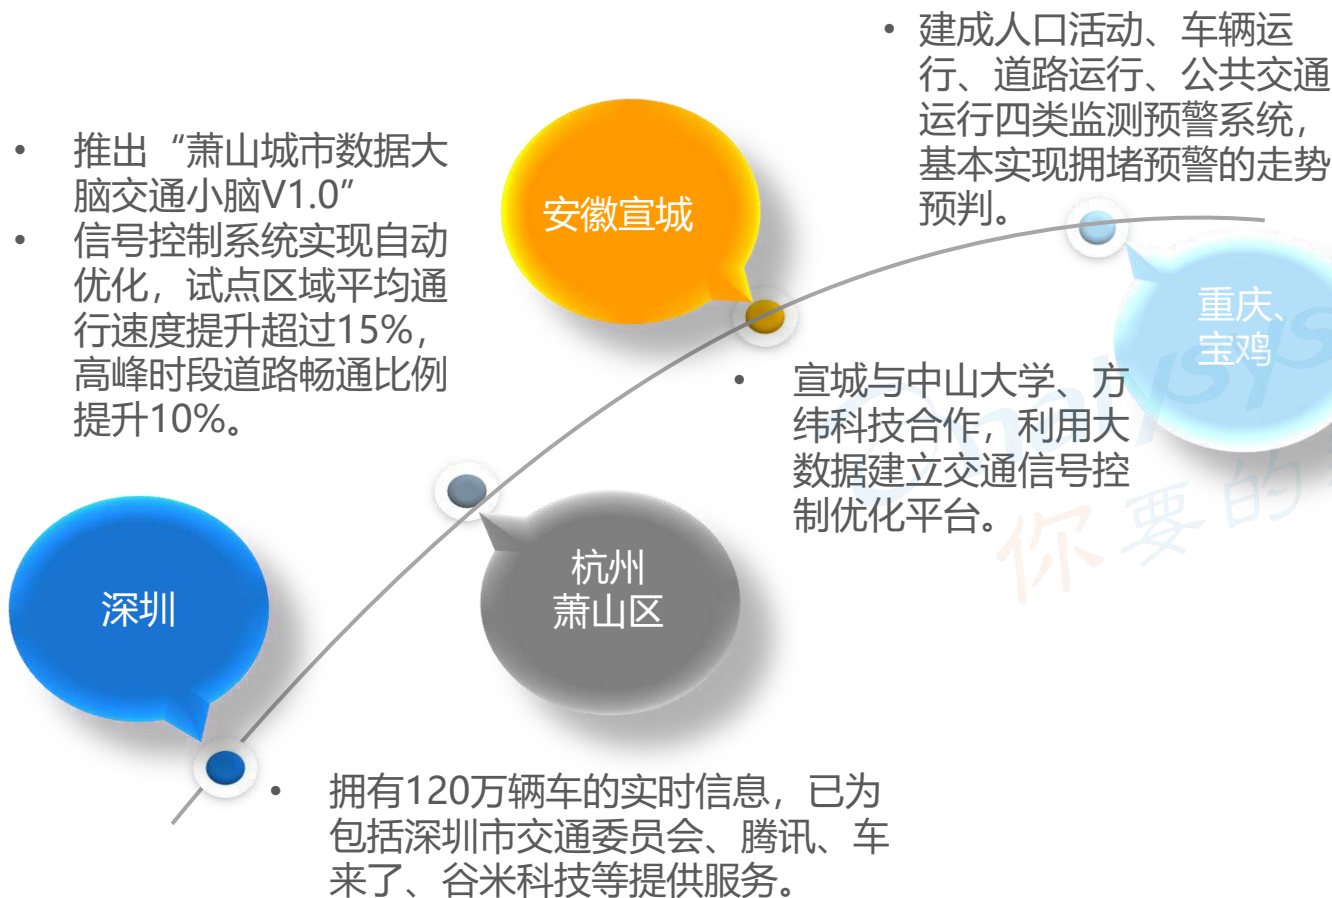 • 建成人口活动、车辆运
行、道路运行、公共交通
运行四类监测预警系统，
基本实现拥堵预警的走势
预判。
• 推出“萧山城市数据大
脑交通小脑V1.0”
• 信号控制系统实现自动
优化，试点区域平均通
行速度提升超过15%，
高峰时段道路畅通比例
提升10%。
安徽宣城
重庆、
宝鸡
• 宣城与中山大学、方
纬科技合作，利用大
数据建立交通信号控
制优化平台。
杭州
萧山区
深圳
• 拥有120万辆车的实时信息，已为
包括深圳市交通委员会、腾讯、车
来了、谷米科技等提供服务。
nalysys
你要的